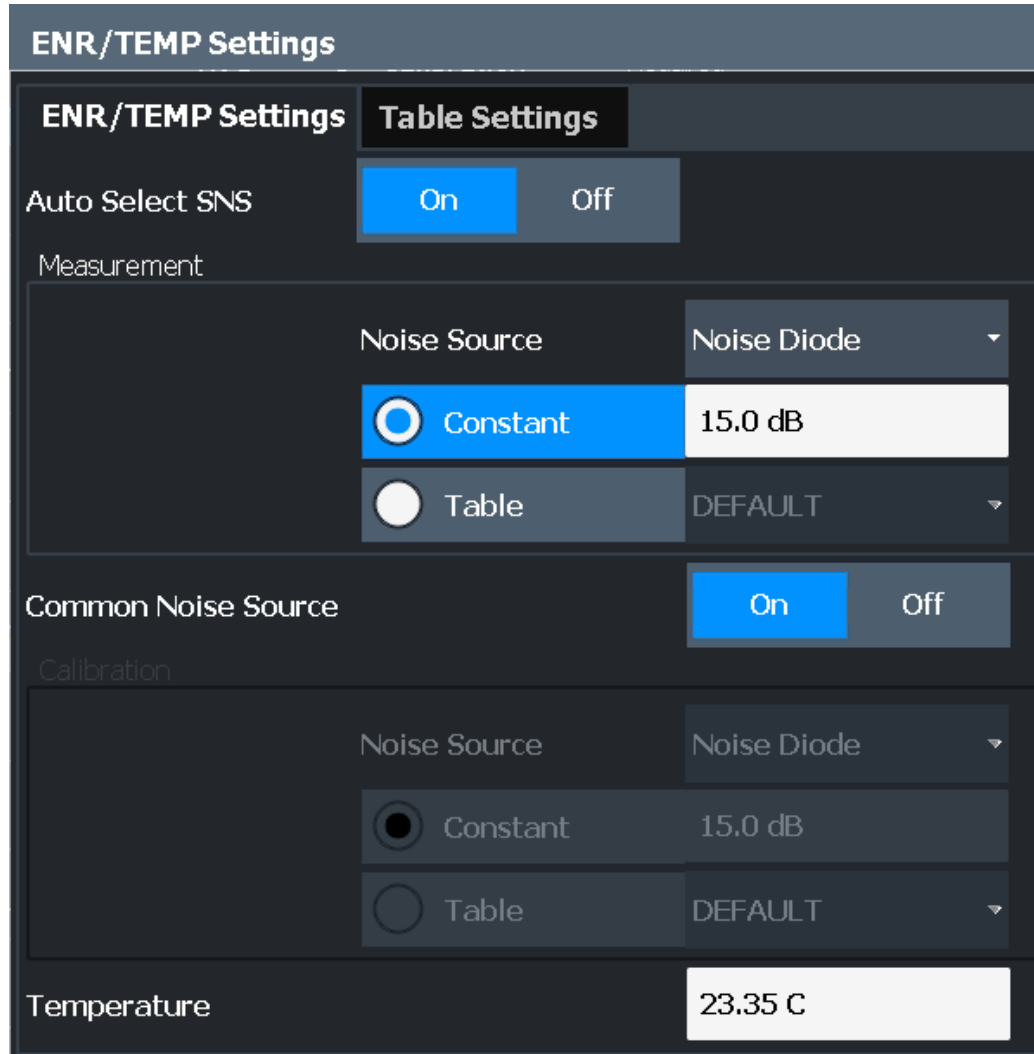 ENR/TEMP Settings
ENR/TEMP Settings Table Settings
Auto Select SNS On Off
Measurement
Noise Source Noise Diode
Constant 15.0 dB
Table DEFAULT
Common Noise Source On Off
Calibration
Noise Source Noise Diode
Constant 15.0 dB
Table DEFAULT
Temperature 23.35 C